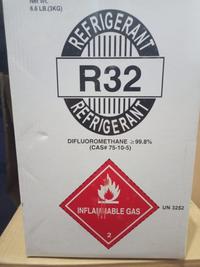 Net Wt.
6.6 LB.(3KG)
REFRIGERANT
R32
REFRIGERANT
DIFLUOROMETHANE ≥99.8%
(CAS# 75-10-5)
INFLAMMABLE GAS
UN 3252
2